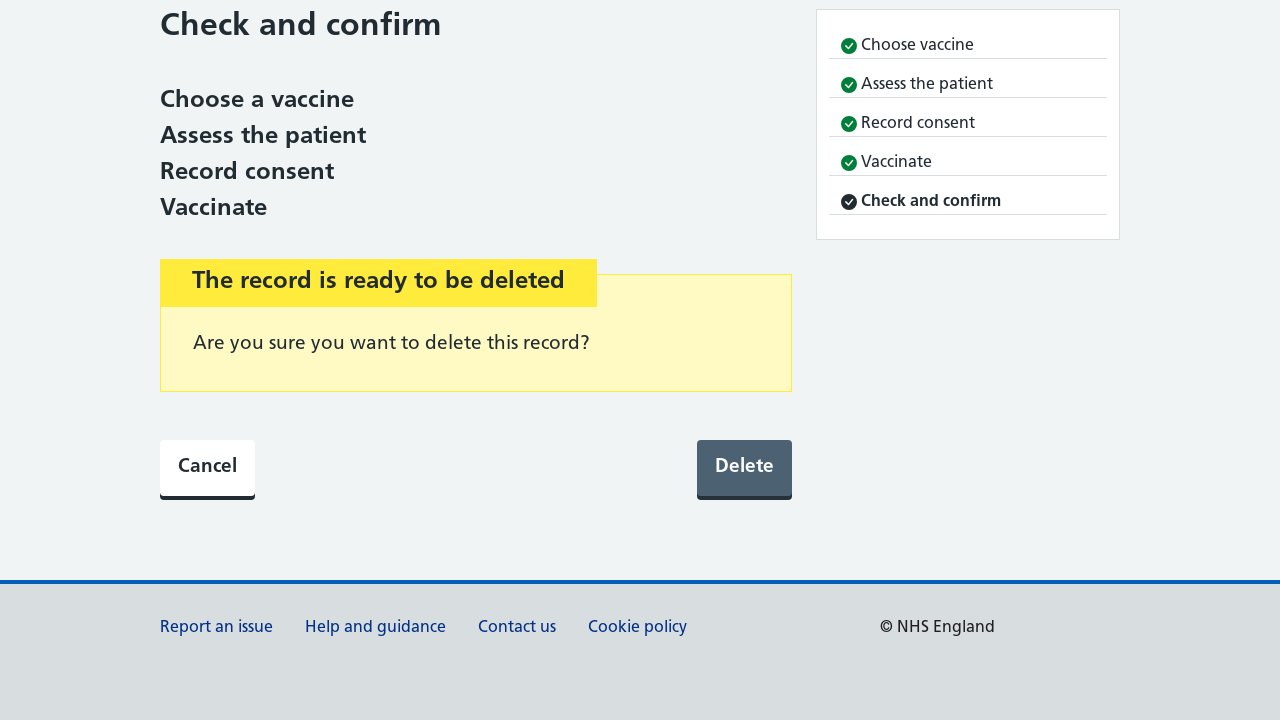 Check and confirm
Choose a vaccine
Assess the patient
Record consent
Vaccinate
The record is ready to be deleted
Are you sure you want to delete this record?
Cancel
Delete
Choose vaccine
Assess the patient
Record consent
Vaccinate
Check and confirm
Report an issue
Help and guidance
Contact us
Cookie policy
© NHS England